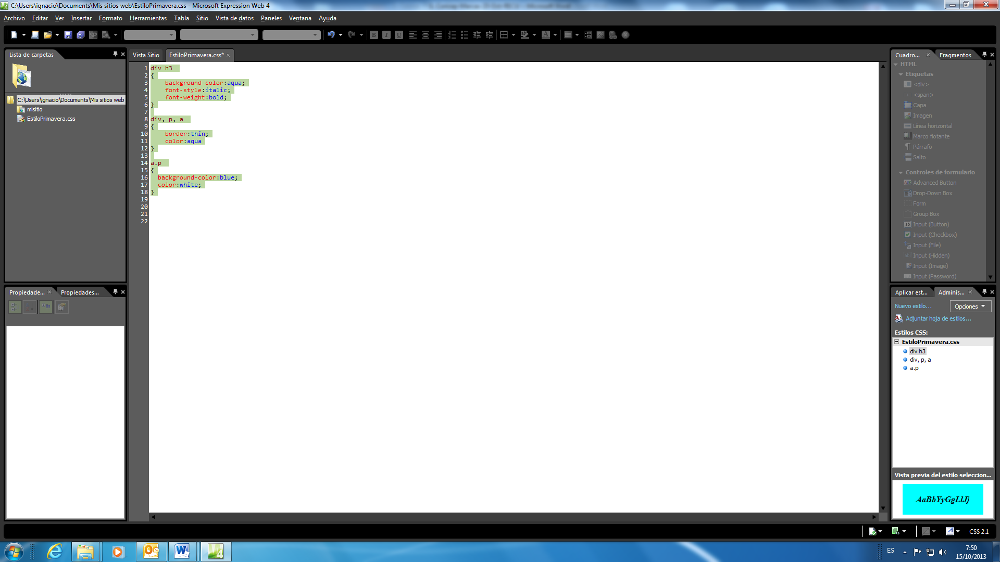 C:\Users\ignacio\Documents\Mis sitios web\EstiloPrimavera.css - Microsoft Expression Web 4
Archivo Editar Ver Insertar Formato Herramientas Tabla Sitio Vista de datos Paneles Ventana Ayuda
Lista de carpetas
C:\Users\ignacio\Documents\Mis sitios web
misitio
EstiloPrimavera.css
Propiedade... Propiedades...
Vista Sitio EstiloPrimavera.css*
1 div h3
2 {
3 background-color:aqua;
4 font-style:italic;
5 font-weight:bold;
6 }
7
8 div, p, a
9 {
10 border:thin;
11 color:aqua
12 }
13
14 a.p
15 {
16 background-color:blue;
17 color:white;
18 }
19
20
21
22
Cuadro... Fragmentos
HTML
Etiquetas
<div>
<span>
Capa
Imagen
Línea horizontal
Marco flotante
Párrafo
Salto
Controles de formulario
Advanced Button
Drop-Down Box
Form
Group Box
Input (Button)
Input (Checkbox)
Input (File)
Input (Hidden)
Input (Image)
Input (Password)
Aplicar est... Adminis...
Nuevo estilo... Opciones
Adjuntar hoja de estilos...
Estilos CSS:
EstiloPrimavera.css
div h3
div, p, a
a.p
Vista previa del estilo seleccion...
AaBbYyGgLlJj
CSS 2.1
ES
7:50
15/10/2013